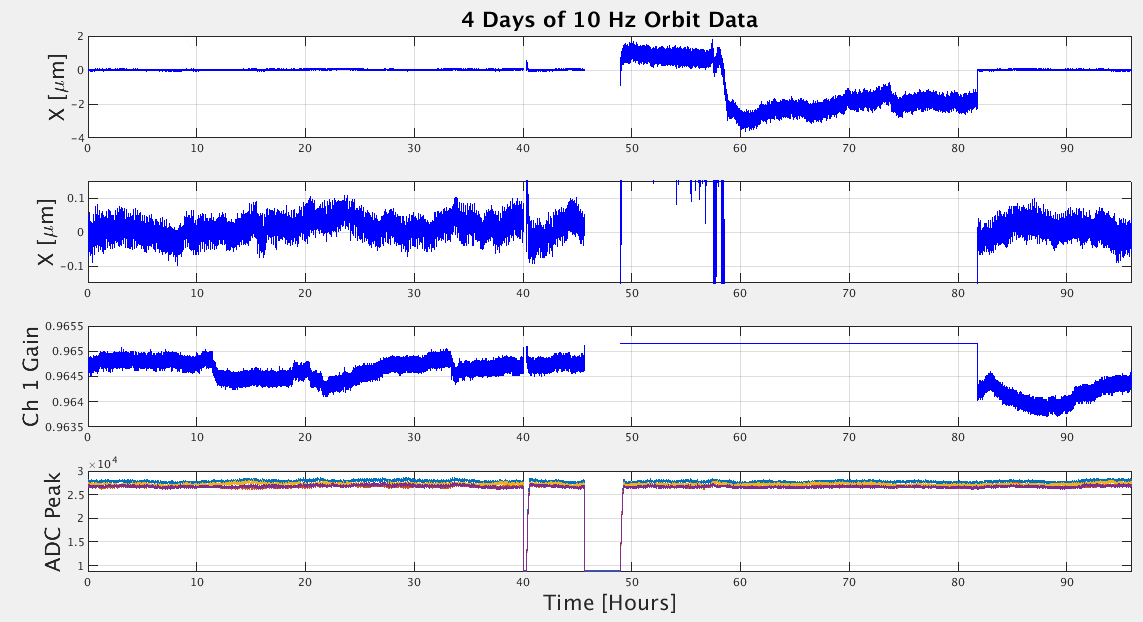 4 Days of 10 Hz Orbit Data
X [μm]
2
0
−2
−4
0 10 20 30 40 50 60 70 80 90
X [μm]
0.1
0
−0.1
0 10 20 30 40 50 60 70 80 90
Ch 1 Gain
0.9655
0.965
0.9645
0.964
0.9635
0 10 20 30 40 50 60 70 80 90
ADC Peak
×10⁴
3
2.5
2
1.5
1
0 10 20 30 40 50 60 70 80 90
Time [Hours]